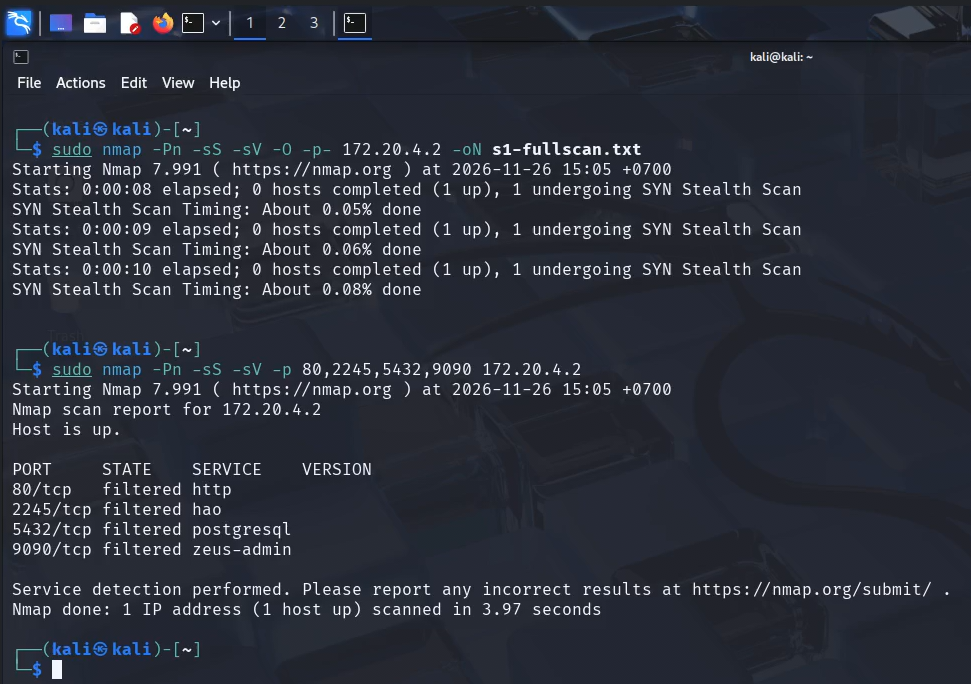 1 2 3
kali@kali: ~
File Actions Edit View Help
┌──(kali㉿kali)-[~]
└─$ sudo nmap -Pn -sS -sV -O -p- 172.20.4.2 -oN s1-fullscan.txt
Starting Nmap 7.991 ( https://nmap.org ) at 2026-11-26 15:05 +0700
Stats: 0:00:08 elapsed; 0 hosts completed (1 up), 1 undergoing SYN Stealth Scan
SYN Stealth Scan Timing: About 0.05% done
Stats: 0:00:09 elapsed; 0 hosts completed (1 up), 1 undergoing SYN Stealth Scan
SYN Stealth Scan Timing: About 0.06% done
Stats: 0:00:10 elapsed; 0 hosts completed (1 up), 1 undergoing SYN Stealth Scan
SYN Stealth Scan Timing: About 0.08% done
┌──(kali㉿kali)-[~]
└─$ sudo nmap -Pn -sS -sV -p 80,2245,5432,9090 172.20.4.2
Starting Nmap 7.991 ( https://nmap.org ) at 2026-11-26 15:05 +0700
Nmap scan report for 172.20.4.2
Host is up.
PORT     STATE    SERVICE    VERSION
80/tcp   filtered http
2245/tcp filtered hao
5432/tcp filtered postgresql
9090/tcp filtered zeus-admin
Service detection performed. Please report any incorrect results at https://nmap.org/submit/ .
Nmap done: 1 IP address (1 host up) scanned in 3.97 seconds
┌──(kali㉿kali)-[~]
└─$